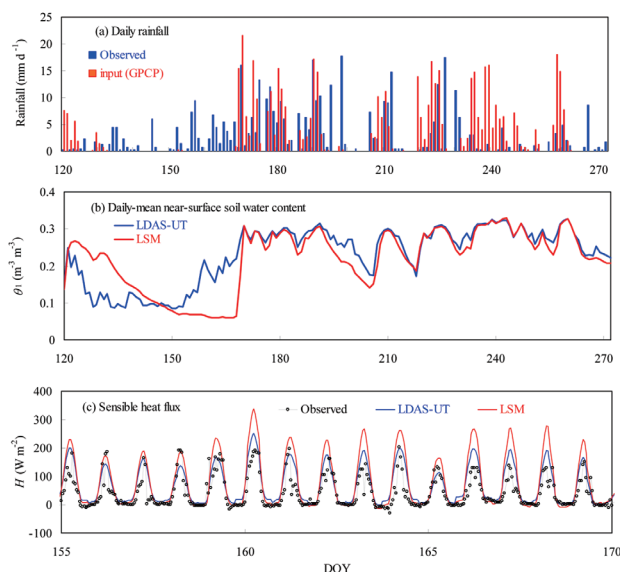 (a) Daily rainfall
Observed
input (GPCP)
Rainfall (mm d⁻¹)
25
20
15
10
5
0
120 150 180 210 240 272
(b) Daily-mean near-surface soil water content
LDAS-UT
LSM
θ₁ (m⁻³ m⁻³)
0.4
0.3
0.2
0.1
0
120 150 180 210 240 272
(c) Sensible heat flux
Observed LDAS-UT LSM
H (W m⁻²)
400
300
200
100
0
-100
155 160 165 170
DOY